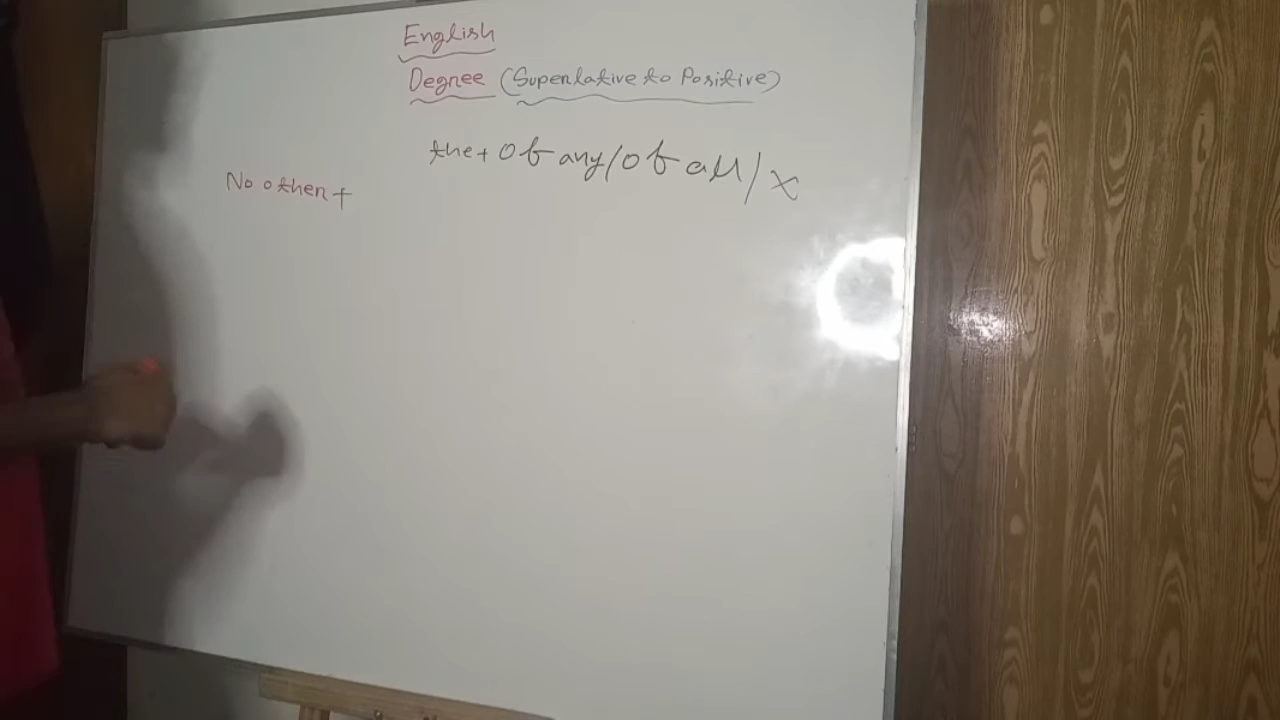 English
Degree (Superlative to Positive)
the + Of any/of all/x
No other +